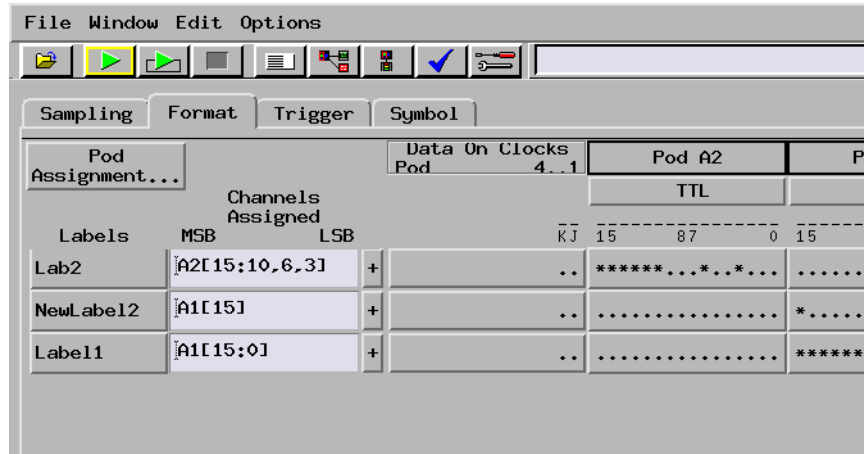 File Window Edit Options
Sampling Format Trigger Symbol
Pod Assignment...
Data On Clocks
Pod 4..1
Pod A2
P
TTL
Channels
Assigned
Labels MSB LSB
KJ 15 87 0 15
Lab2 A2[15:10,6,3] + .. ******...*..*... ......
NewLabel2 A1[15] + .. ................ *.....
Label1 A1[15:0] + .. ................ ******